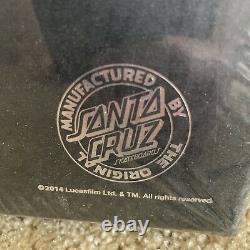 MANUFACTURED BY THE ORIGINAL
SANTA
CRUZ
SKATEBOARDS
©2014 Lucasfilm Ltd. & TM. All rights reserved.